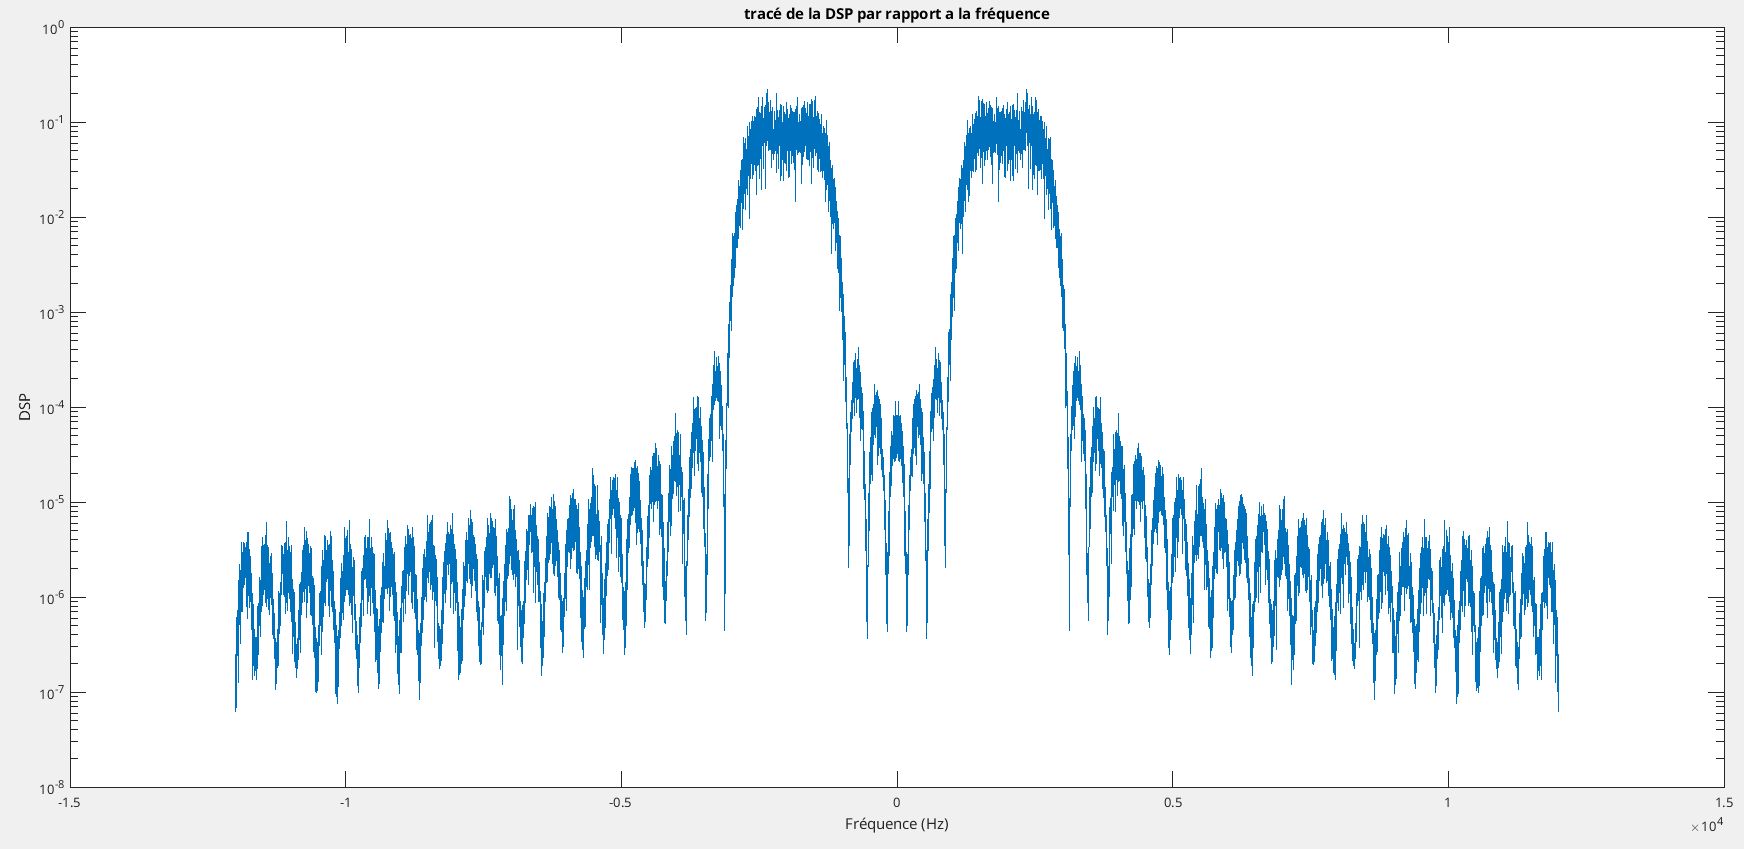 tracé de la DSP par rapport a la fréquence
DSP
10^0
10^-1
10^-2
10^-3
10^-4
10^-5
10^-6
10^-7
10^-8
-1.5 -1 -0.5 0 0.5 1 1.5
×10^4
Fréquence (Hz)